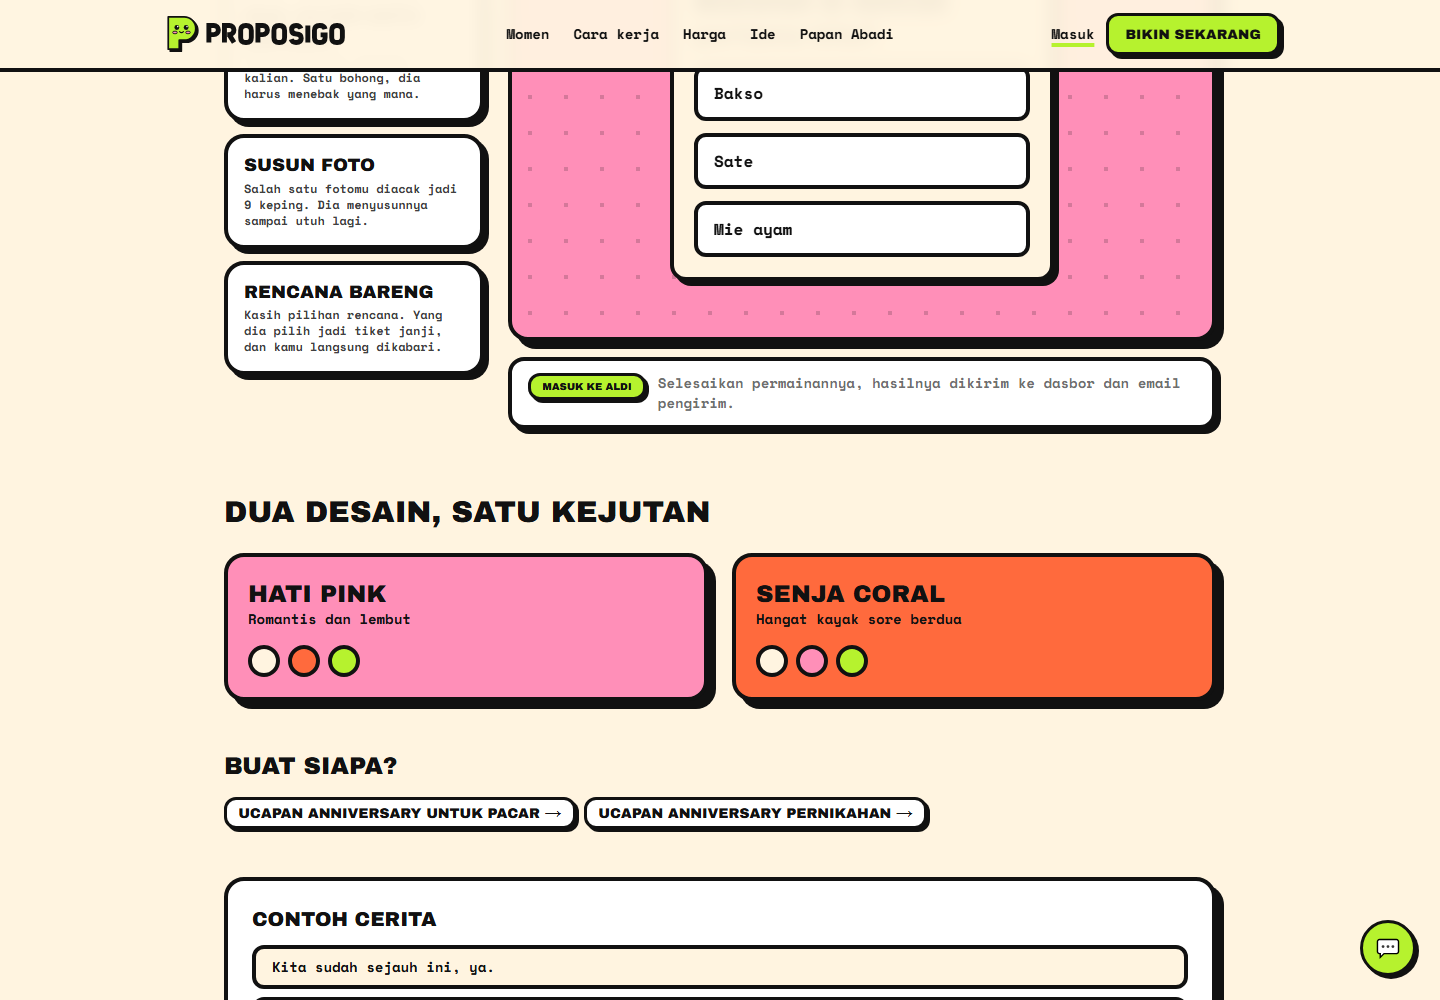 PROPOSIGO
Momen
Cara kerja
Harga
Ide
Papan Abadi
Masuk
BIKIN SEKARANG
kalian. Satu bohong, dia
harus menebak yang mana.
SUSUN FOTO
Salah satu fotomu diacak jadi
9 keping. Dia menyusunnya
sampai utuh lagi.
RENCANA BARENG
Kasih pilihan rencana. Yang
dia pilih jadi tiket janji,
dan kamu langsung dikabari.
Bakso
Sate
Mie ayam
MASUK KE ALDI
Selesaikan permainannya, hasilnya dikirim ke dasbor dan email
pengirim.
DUA DESAIN, SATU KEJUTAN
HATI PINK
Romantis dan lembut
SENJA CORAL
Hangat kayak sore berdua
BUAT SIAPA?
UCAPAN ANNIVERSARY UNTUK PACAR →
UCAPAN ANNIVERSARY PERNIKAHAN →
CONTOH CERITA
Kita sudah sejauh ini, ya.